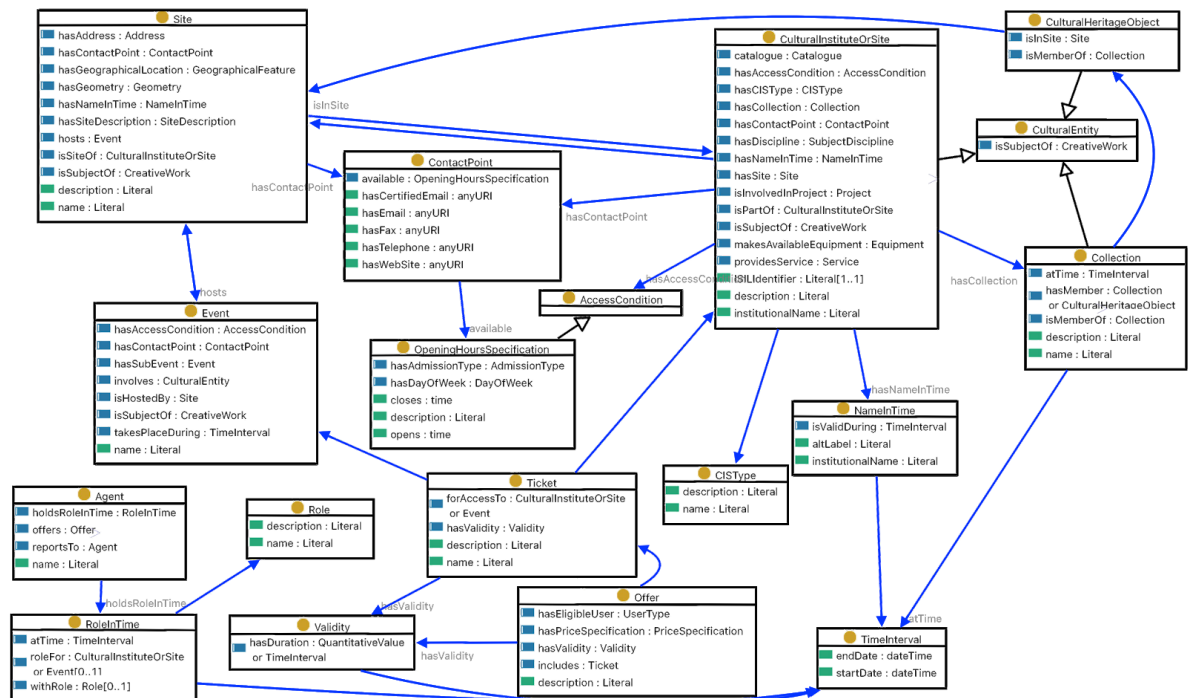 Site
hasAddress : Address
hasContactPoint : ContactPoint
hasGeographicalLocation : GeographicalFeature
hasGeometry : Geometry
hasNameInTime : NameInTime
hasSiteDescription : SiteDescription
hosts : Event
isSiteOf : CulturalInstituteOrSite
isSubjectOf : CreativeWork
description : Literal
name : Literal
isInSite
hasContactPoint
ContactPoint
available : OpeningHoursSpecification
hasCertifiedEmail : anyURI
hasEmail : anyURI
hasFax : anyURI
hasTelephone : anyURI
hasWebSite : anyURI
hasContactPoint
CulturalInstituteOrSite
catalogue : Catalogue
hasAccessCondition : AccessCondition
hasCISType : CISType
hasCollection : Collection
hasContactPoint : ContactPoint
hasDiscipline : SubjectDiscipline
hasNameInTime : NameInTime
hasSite : Site
isInvolvedInProject : Project
isPartOf : CulturalInstituteOrSite
isSubjectOf : CreativeWork
makesAvailableEquipment : Equipment
providesService : Service
ISILIdentifier : Literal[1..1]
description : Literal
institutionalName : Literal
CulturalHeritageObject
isInSite : Site
isMemberOf : Collection
CulturalEntity
isSubjectOf : CreativeWork
hasCollection
Collection
atTime : TimeInterval
hasMember : Collection
or CulturalHeritageObject
isMemberOf : Collection
description : Literal
name : Literal
AccessCondition
hosts
available
Event
hasAccessCondition : AccessCondition
hasContactPoint : ContactPoint
hasSubEvent : Event
involves : CulturalEntity
isHostedBy : Site
isSubjectOf : CreativeWork
takesPlaceDuring : TimeInterval
name : Literal
OpeningHoursSpecification
hasAdmissionType : AdmissionType
hasDayOfWeek : DayOfWeek
closes : time
description : Literal
opens : time
hasNameInTime
NameInTime
isValidDuring : TimeInterval
altLabel : Literal
institutionalName : Literal
CISType
description : Literal
name : Literal
Ticket
forAccessTo : CulturalInstituteOrSite
or Event
hasValidity : Validity
description : Literal
name : Literal
Agent
holdsRoleInTime : RoleInTime
offers : Offer
reportsTo : Agent
name : Literal
Role
description : Literal
name : Literal
holdsRoleInTime
hasValidity
RoleInTime
atTime : TimeInterval
roleFor : CulturalInstituteOrSite
or Event[0..1]
withRole : Role[0..1]
Validity
hasDuration : QuantitativeValue
or TimeInterval
hasValidity
Offer
hasEligibleUser : UserType
hasPriceSpecification : PriceSpecification
hasValidity : Validity
includes : Ticket
description : Literal
atTime
TimeInterval
endDate : dateTime
startDate : dateTime